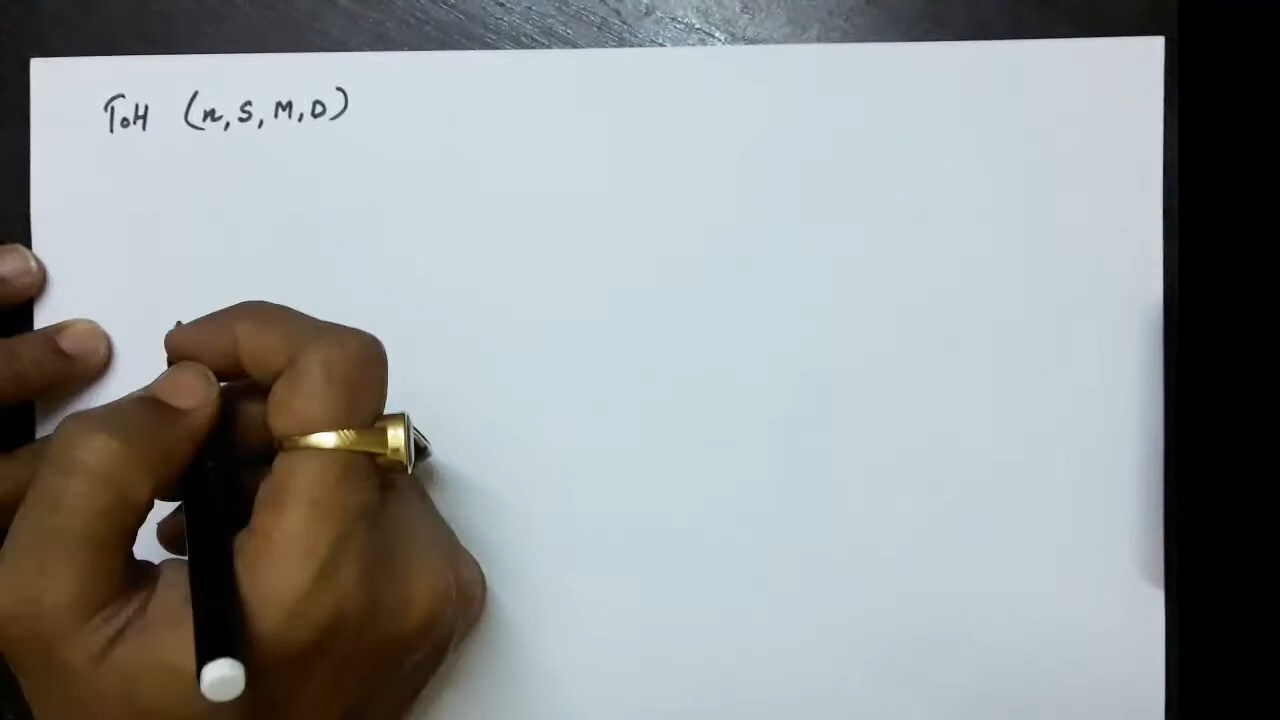 ToH (n, S, M, D)